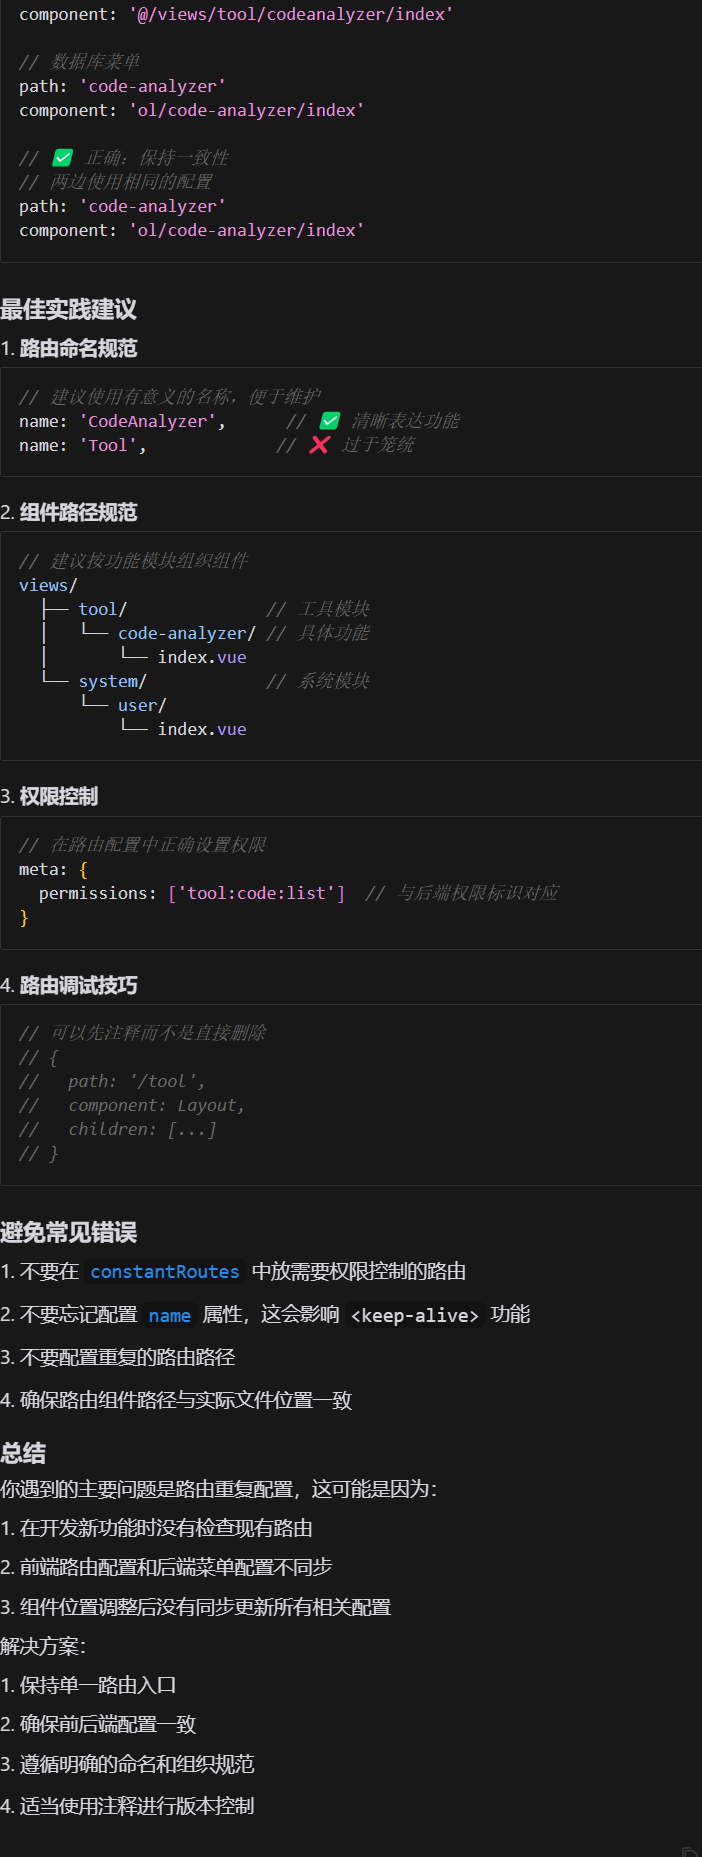 component: '@/views/tool/codeanalyzer/index'
// 数据库菜单
path: 'code-analyzer'
component: 'ol/code-analyzer/index'
// ✅ 正确：保持一致性
// 两边使用相同的配置
path: 'code-analyzer'
component: 'ol/code-analyzer/index'
最佳实践建议
1. 路由命名规范
// 建议使用有意义的名称，便于维护
name: 'CodeAnalyzer',      // ✅ 清晰表达功能
name: 'Tool',             // ❌ 过于笼统
2. 组件路径规范
// 建议按功能模块组织组件
views/
  ├── tool/              // 工具模块
  │   └── code-analyzer/ // 具体功能
  │       └── index.vue
  └── system/            // 系统模块
      └── user/
          └── index.vue
3. 权限控制
// 在路由配置中正确设置权限
meta: {
  permissions: ['tool:code:list']  // 与后端权限标识对应
}
4. 路由调试技巧
// 可以先注释而不是直接删除
// {
//   path: '/tool',
//   component: Layout,
//   children: [...]
// }
避免常见错误
1. 不要在 constantRoutes 中放需要权限控制的路由
2. 不要忘记配置 name 属性，这会影响 <keep-alive> 功能
3. 不要配置重复的路由路径
4. 确保路由组件路径与实际文件位置一致
总结
你遇到的主要问题是路由重复配置，这可能是因为：
1. 在开发新功能时没有检查现有路由
2. 前端路由配置和后端菜单配置不同步
3. 组件位置调整后没有同步更新所有相关配置
解决方案：
1. 保持单一路由入口
2. 确保前后端配置一致
3. 遵循明确的命名和组织规范
4. 适当使用注释进行版本控制